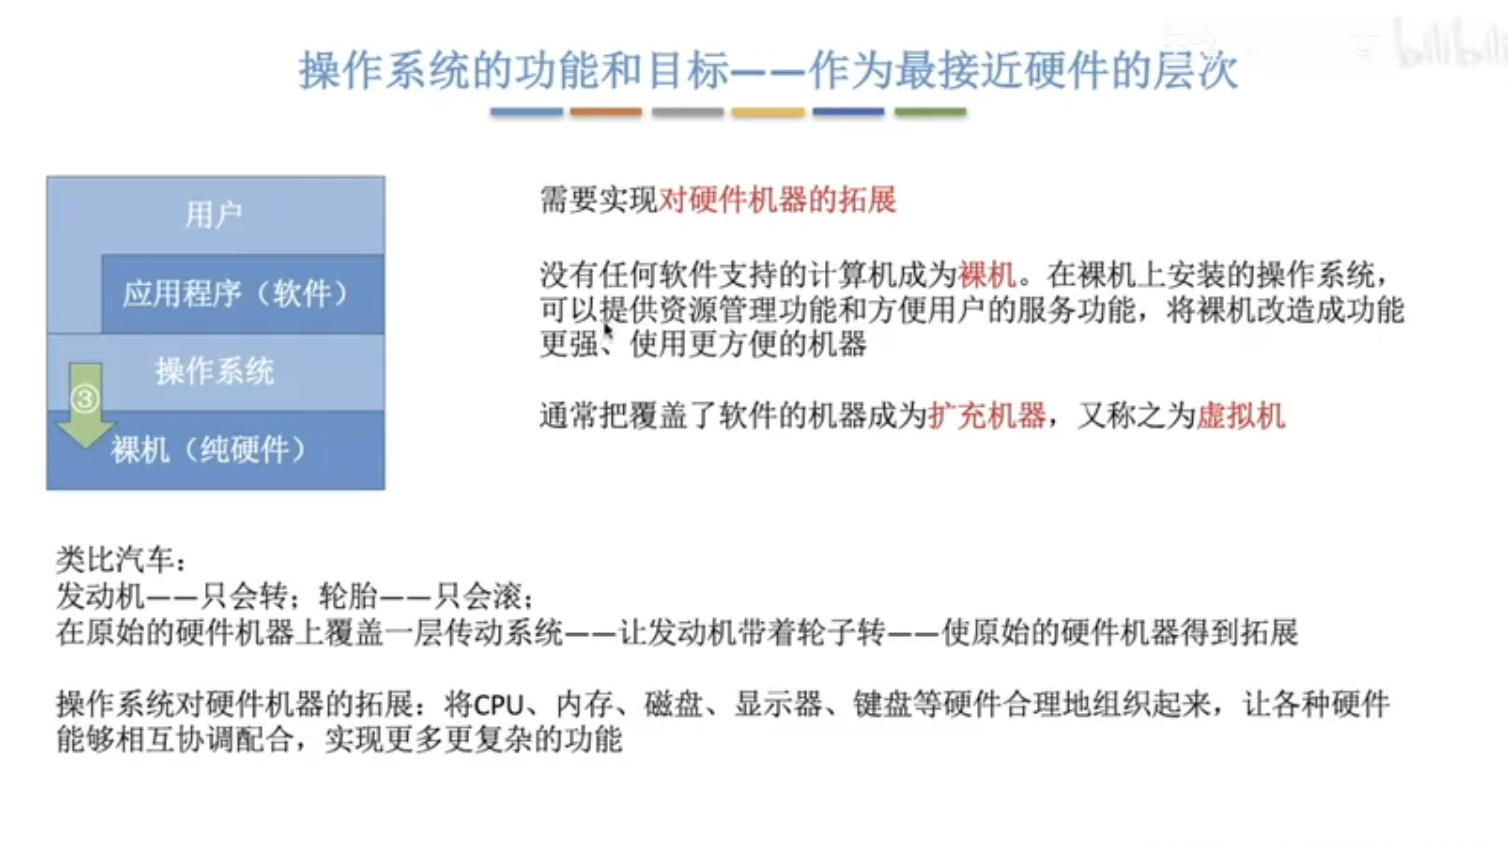 操作系统的功能和目标——作为最接近硬件的层次
bilibili
用户
应用程序（软件）
操作系统
③
裸机（纯硬件）
需要实现对硬件机器的拓展
没有任何软件支持的计算机成为裸机。在裸机上安装的操作系统，
可以提供资源管理功能和方便用户的服务功能，将裸机改造成功能
更强、使用更方便的机器
通常把覆盖了软件的机器成为扩充机器，又称之为虚拟机
类比汽车：
发动机——只会转；轮胎——只会滚；
在原始的硬件机器上覆盖一层传动系统——让发动机带着轮子转——使原始的硬件机器得到拓展
操作系统对硬件机器的拓展：将CPU、内存、磁盘、显示器、键盘等硬件合理地组织起来，让各种硬件
能够相互协调配合，实现更多更复杂的功能